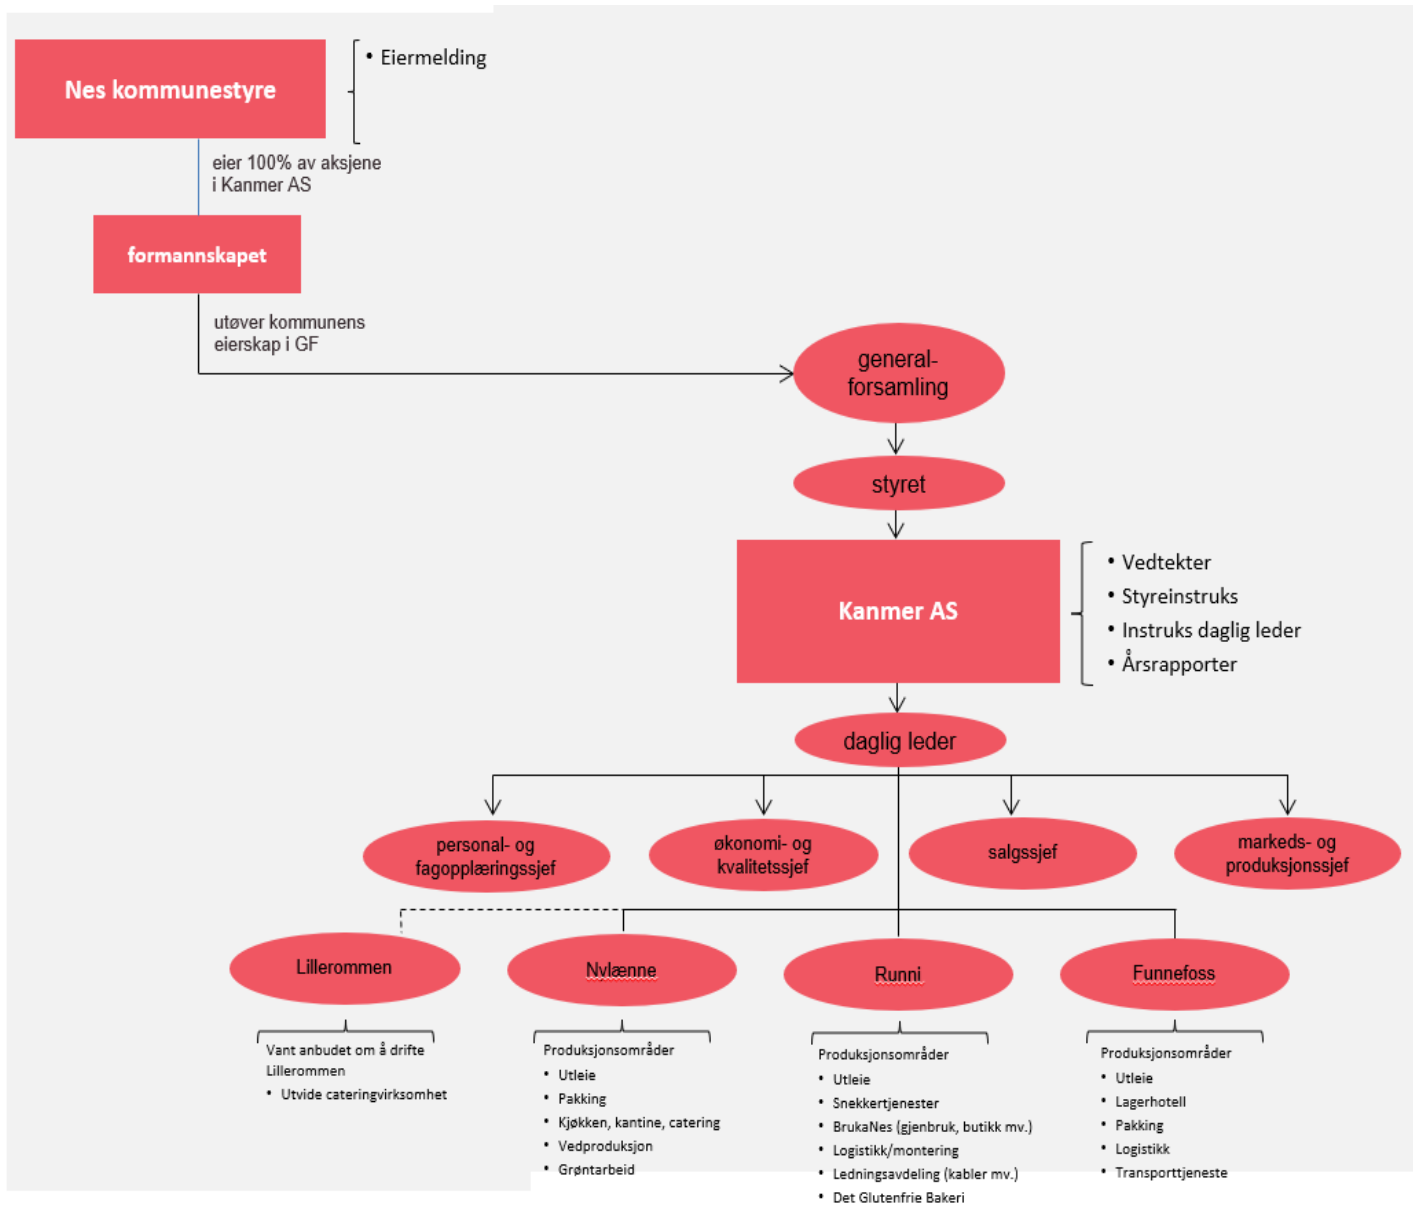 Nes kommunestyre
• Eiermelding
eier 100% av aksjene
i Kanmer AS
formannskapet
utøver kommunens
eierskap i GF
general-
forsamling
styret
Kanmer AS
• Vedtekter
• Styreinstruks
• Instruks daglig leder
• Årsrapporter
daglig leder
personal- og
fagopplæringssjef
økonomi- og
kvalitetssjef
salgssjef
markeds- og
produksjonssjef
Lillerommen
Nylænne
Runni
Funnefoss
Vant anbudet om å drifte
Lillerommen
• Utvide cateringvirksomhet
Produksjonsområder
• Utleie
• Pakking
• Kjøkken, kantine, catering
• Vedproduksjon
• Grøntarbeid
Produksjonsområder
• Utleie
• Snekkertjenester
• BrukaNes (gjenbruk, butikk mv.)
• Logistikk/montering
• Ledningsavdeling (kabler mv.)
• Det Glutenfrie Bakeri
Produksjonsområder
• Utleie
• Lagerhotell
• Pakking
• Logistikk
• Transporttjeneste